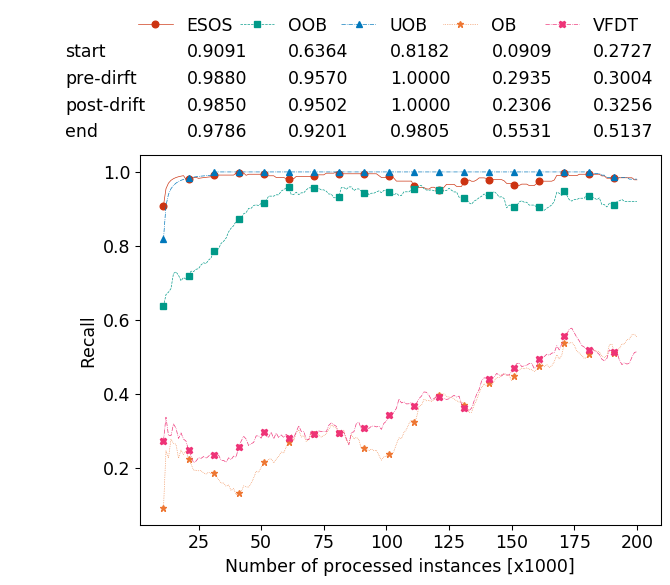 ESOS OOB UOB OB VFDT
start 0.9091 0.6364 0.8182 0.0909 0.2727
pre-dirft 0.9880 0.9570 1.0000 0.2935 0.3004
post-drift 0.9850 0.9502 1.0000 0.2306 0.3256
end 0.9786 0.9201 0.9805 0.5531 0.5137
1.0
0.8
0.6
0.4
0.2
Recall
25 50 75 100 125 150 175 200
Number of processed instances [x1000]